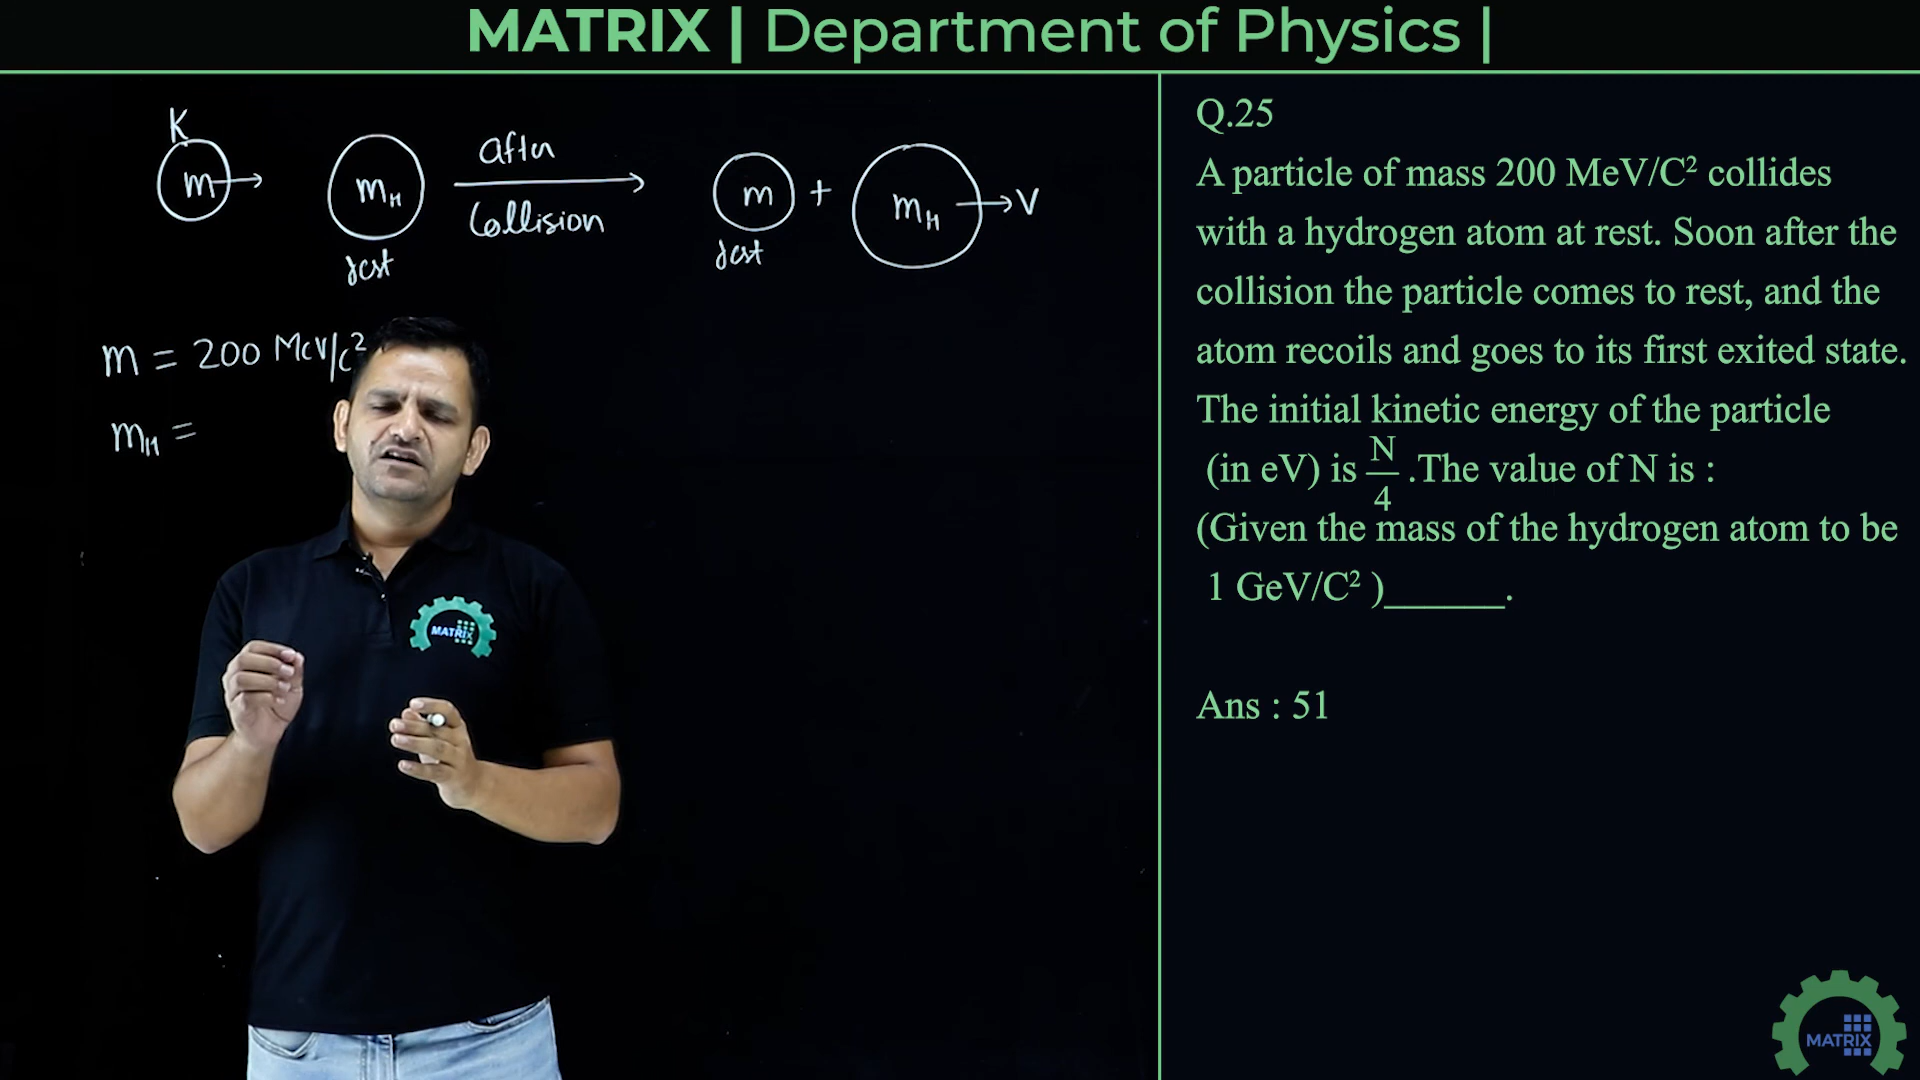 MATRIX | Department of Physics |
K
m
m_H
rest
After
Collision
m
rest
+
m_H
V
m = 200 MeV/c²
m_H =
MATRIX
Q.25
A particle of mass 200 MeV/C² collides
with a hydrogen atom at rest. Soon after the
collision the particle comes to rest, and the
atom recoils and goes to its first exited state.
The initial kinetic energy of the particle
(in eV) is N/4 .The value of N is :
(Given the mass of the hydrogen atom to be
1 GeV/C² )______.
Ans : 51
MATRIX